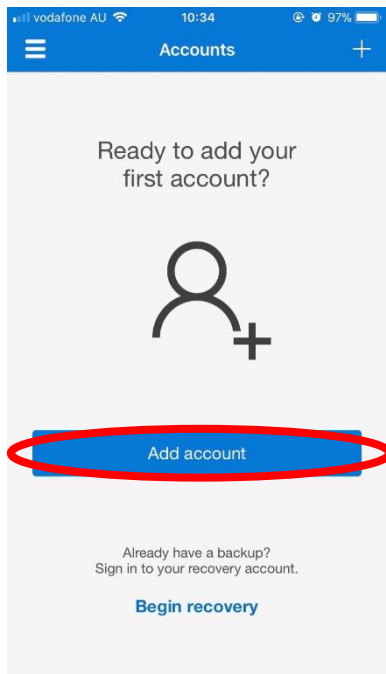 vodafone AU 10:34 97%
Accounts
Ready to add your
first account?
Add account
Already have a backup?
Sign in to your recovery account.
Begin recovery